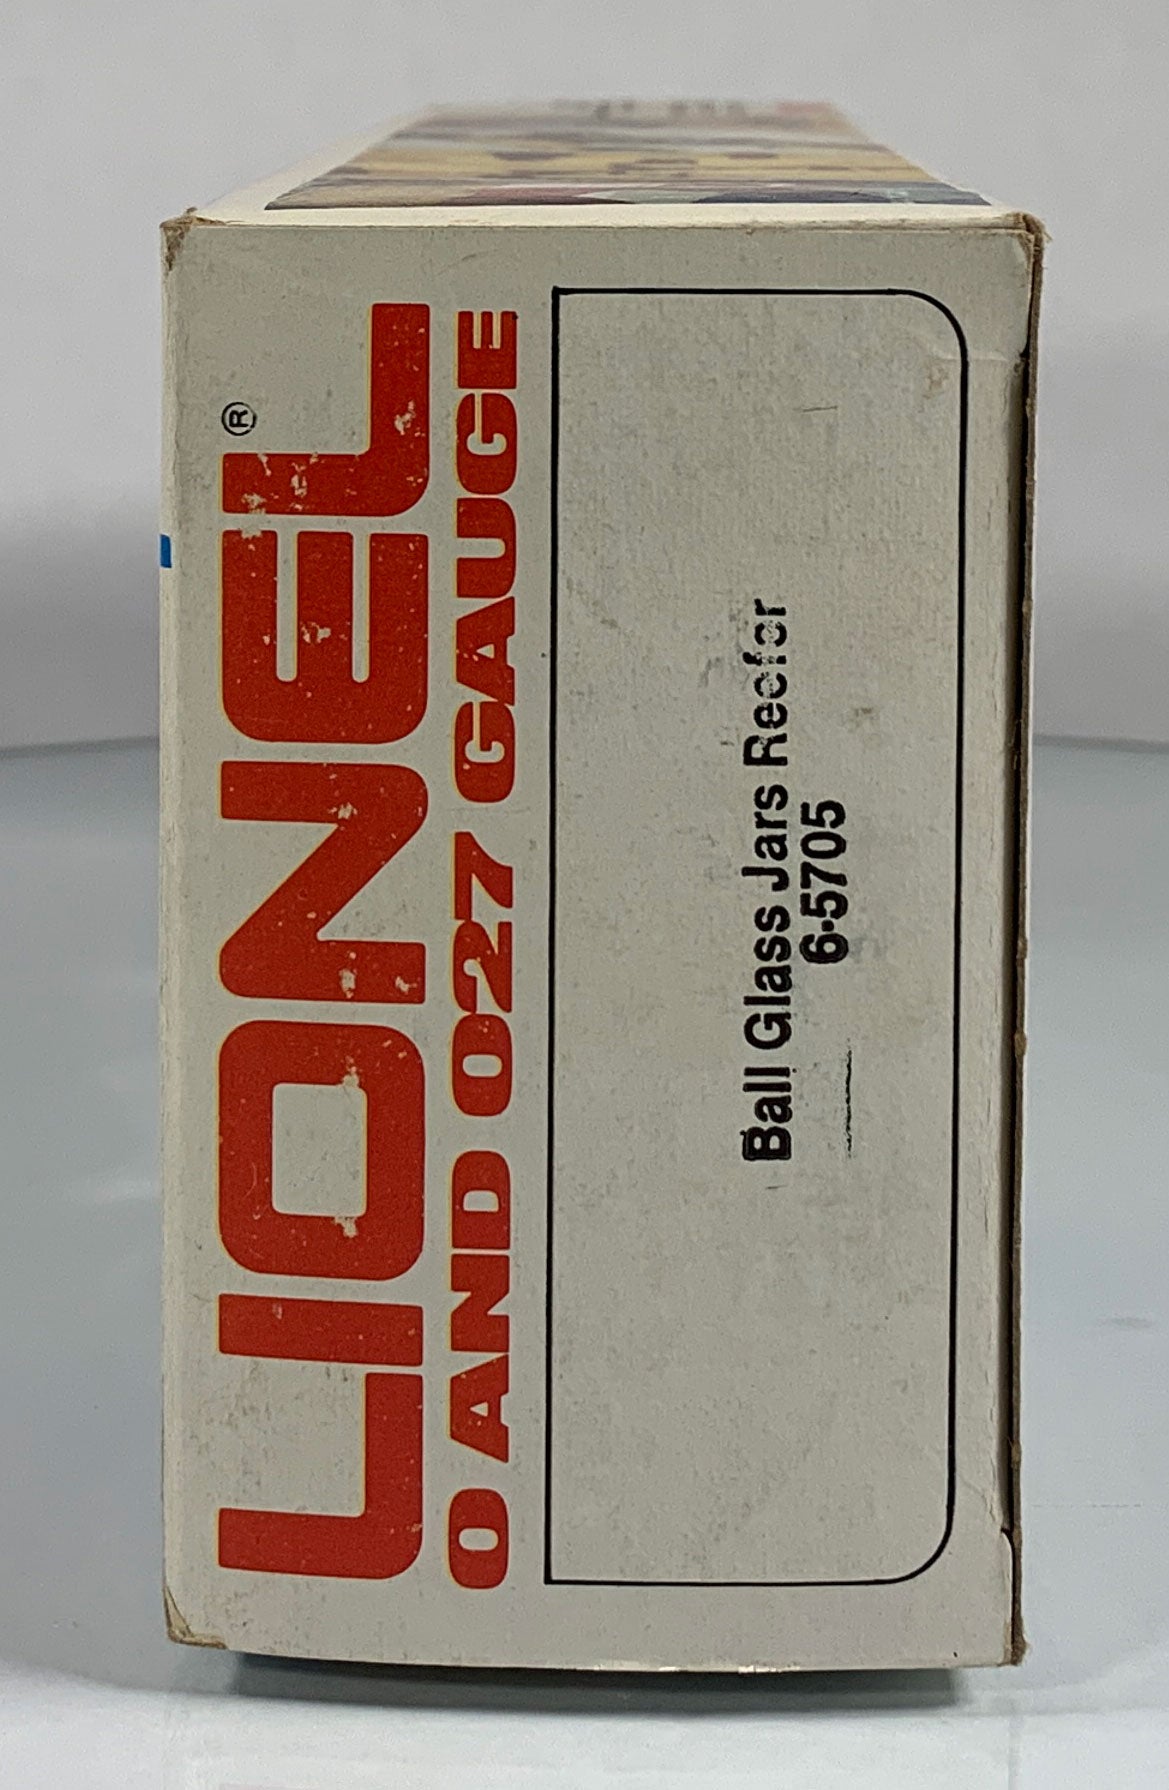 LIONEL®
O AND O27 GAUGE
Ball Glass Jars Reefer
6-5705